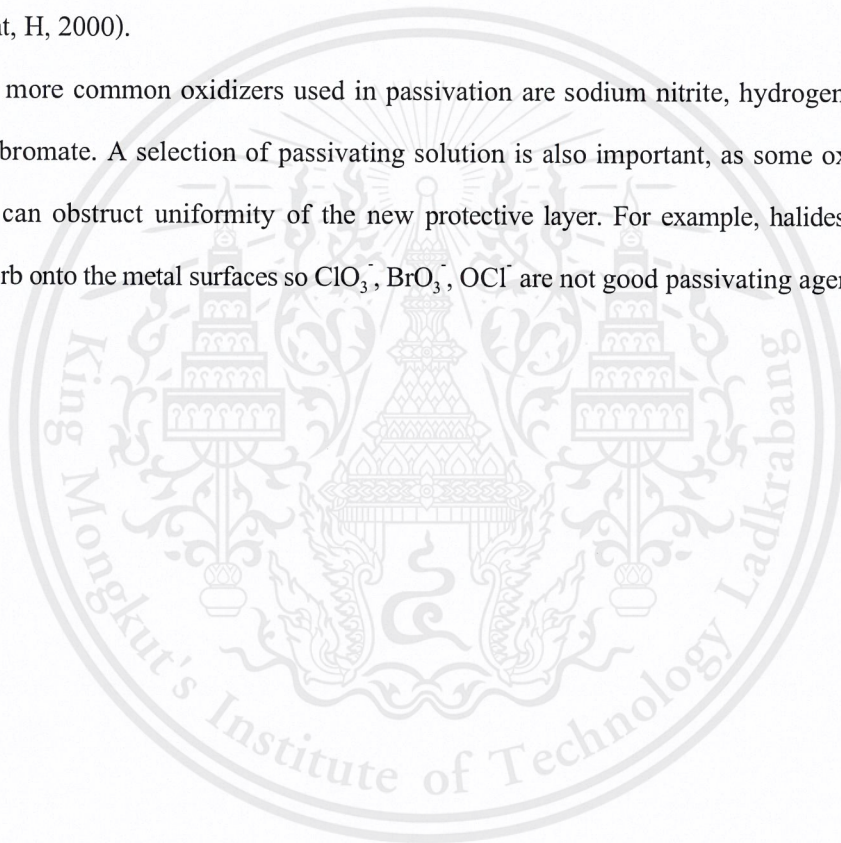 t, H, 2000).
more common oxidizers used in passivation are sodium nitrite, hydrogen
bromate. A selection of passivating solution is also important, as some ox
can obstruct uniformity of the new protective layer. For example, halides
rb onto the metal surfaces so ClO₃⁻, BrO₃⁻, OCl⁻ are not good passivating agen
King Mongkut's Institute of Technology Ladkrabang